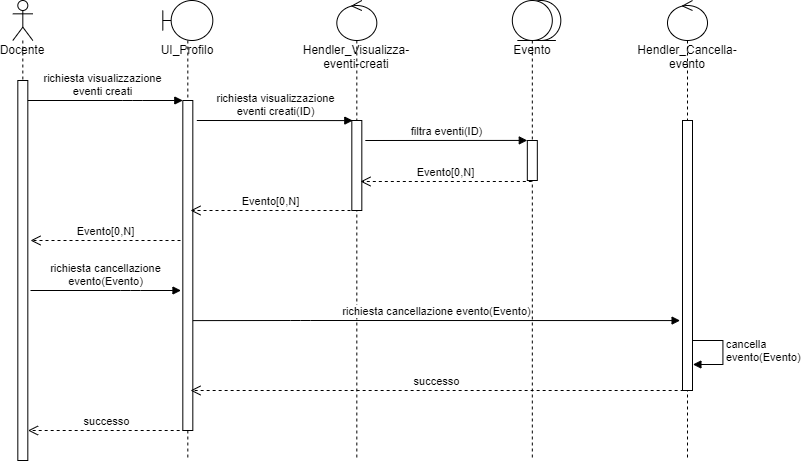 Docente
UI_Profilo
Hendler_Visualizza-
eventi-creati
Evento
Hendler_Cancella-
evento
richiesta visualizzazione
eventi creati
richiesta visualizzazione
eventi creati(ID)
filtra eventi(ID)
Evento[0,N]
Evento[0,N]
Evento[0,N]
richiesta cancellazione
evento(Evento)
richiesta cancellazione evento(Evento)
cancella
evento(Evento)
successo
successo